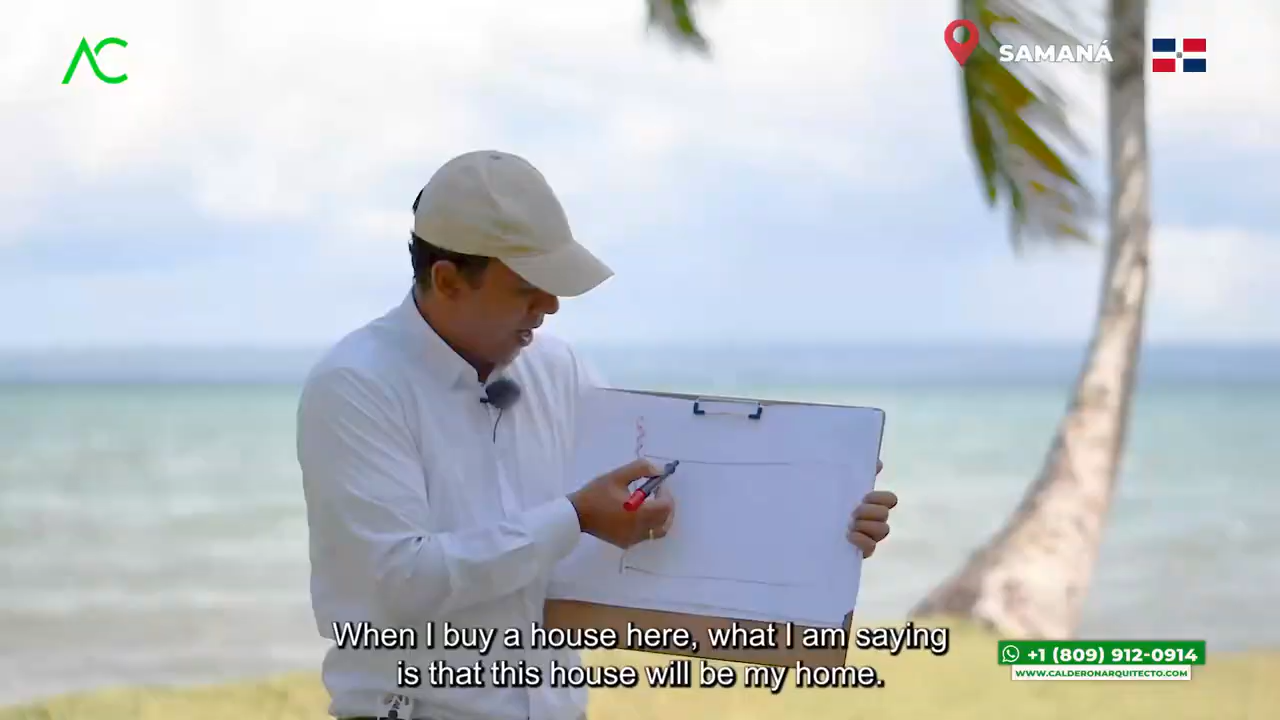 AC
SAMANÁ
When I buy a house here, what I am saying
is that this house will be my home.
+1 (809) 912-0914
WWW.CALDERONARQUITECTO.COM